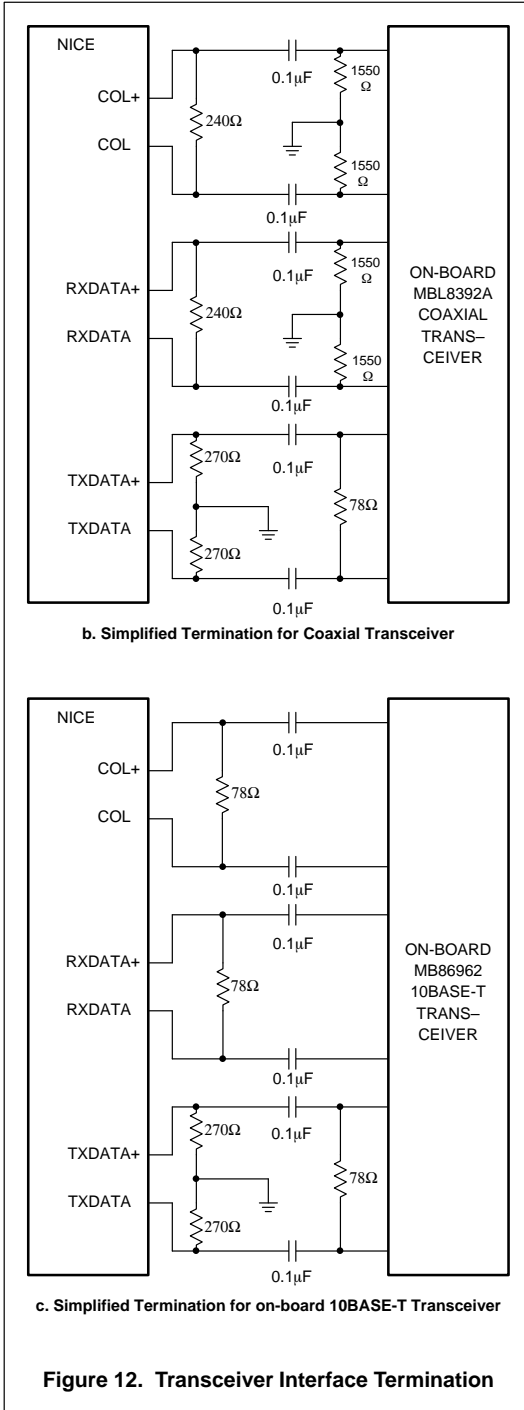 NICE
0.1μF
1550
Ω
COL+
240Ω
COL
1550
Ω
0.1μF
0.1μF
1550
Ω
RXDATA+
240Ω
RXDATA
1550
Ω
0.1μF
ON-BOARD
MBL8392A
COAXIAL
TRANS–
CEIVER
270Ω
0.1μF
TXDATA+
78Ω
TXDATA
270Ω
0.1μF
b. Simplified Termination for Coaxial Transceiver
NICE
0.1μF
COL+
78Ω
COL
0.1μF
0.1μF
RXDATA+
78Ω
RXDATA
0.1μF
ON-BOARD
MB86962
10BASE-T
TRANS–
CEIVER
270Ω
0.1μF
TXDATA+
78Ω
TXDATA
270Ω
0.1μF
c. Simplified Termination for on-board 10BASE-T Transceiver
Figure 12. Transceiver Interface Termination